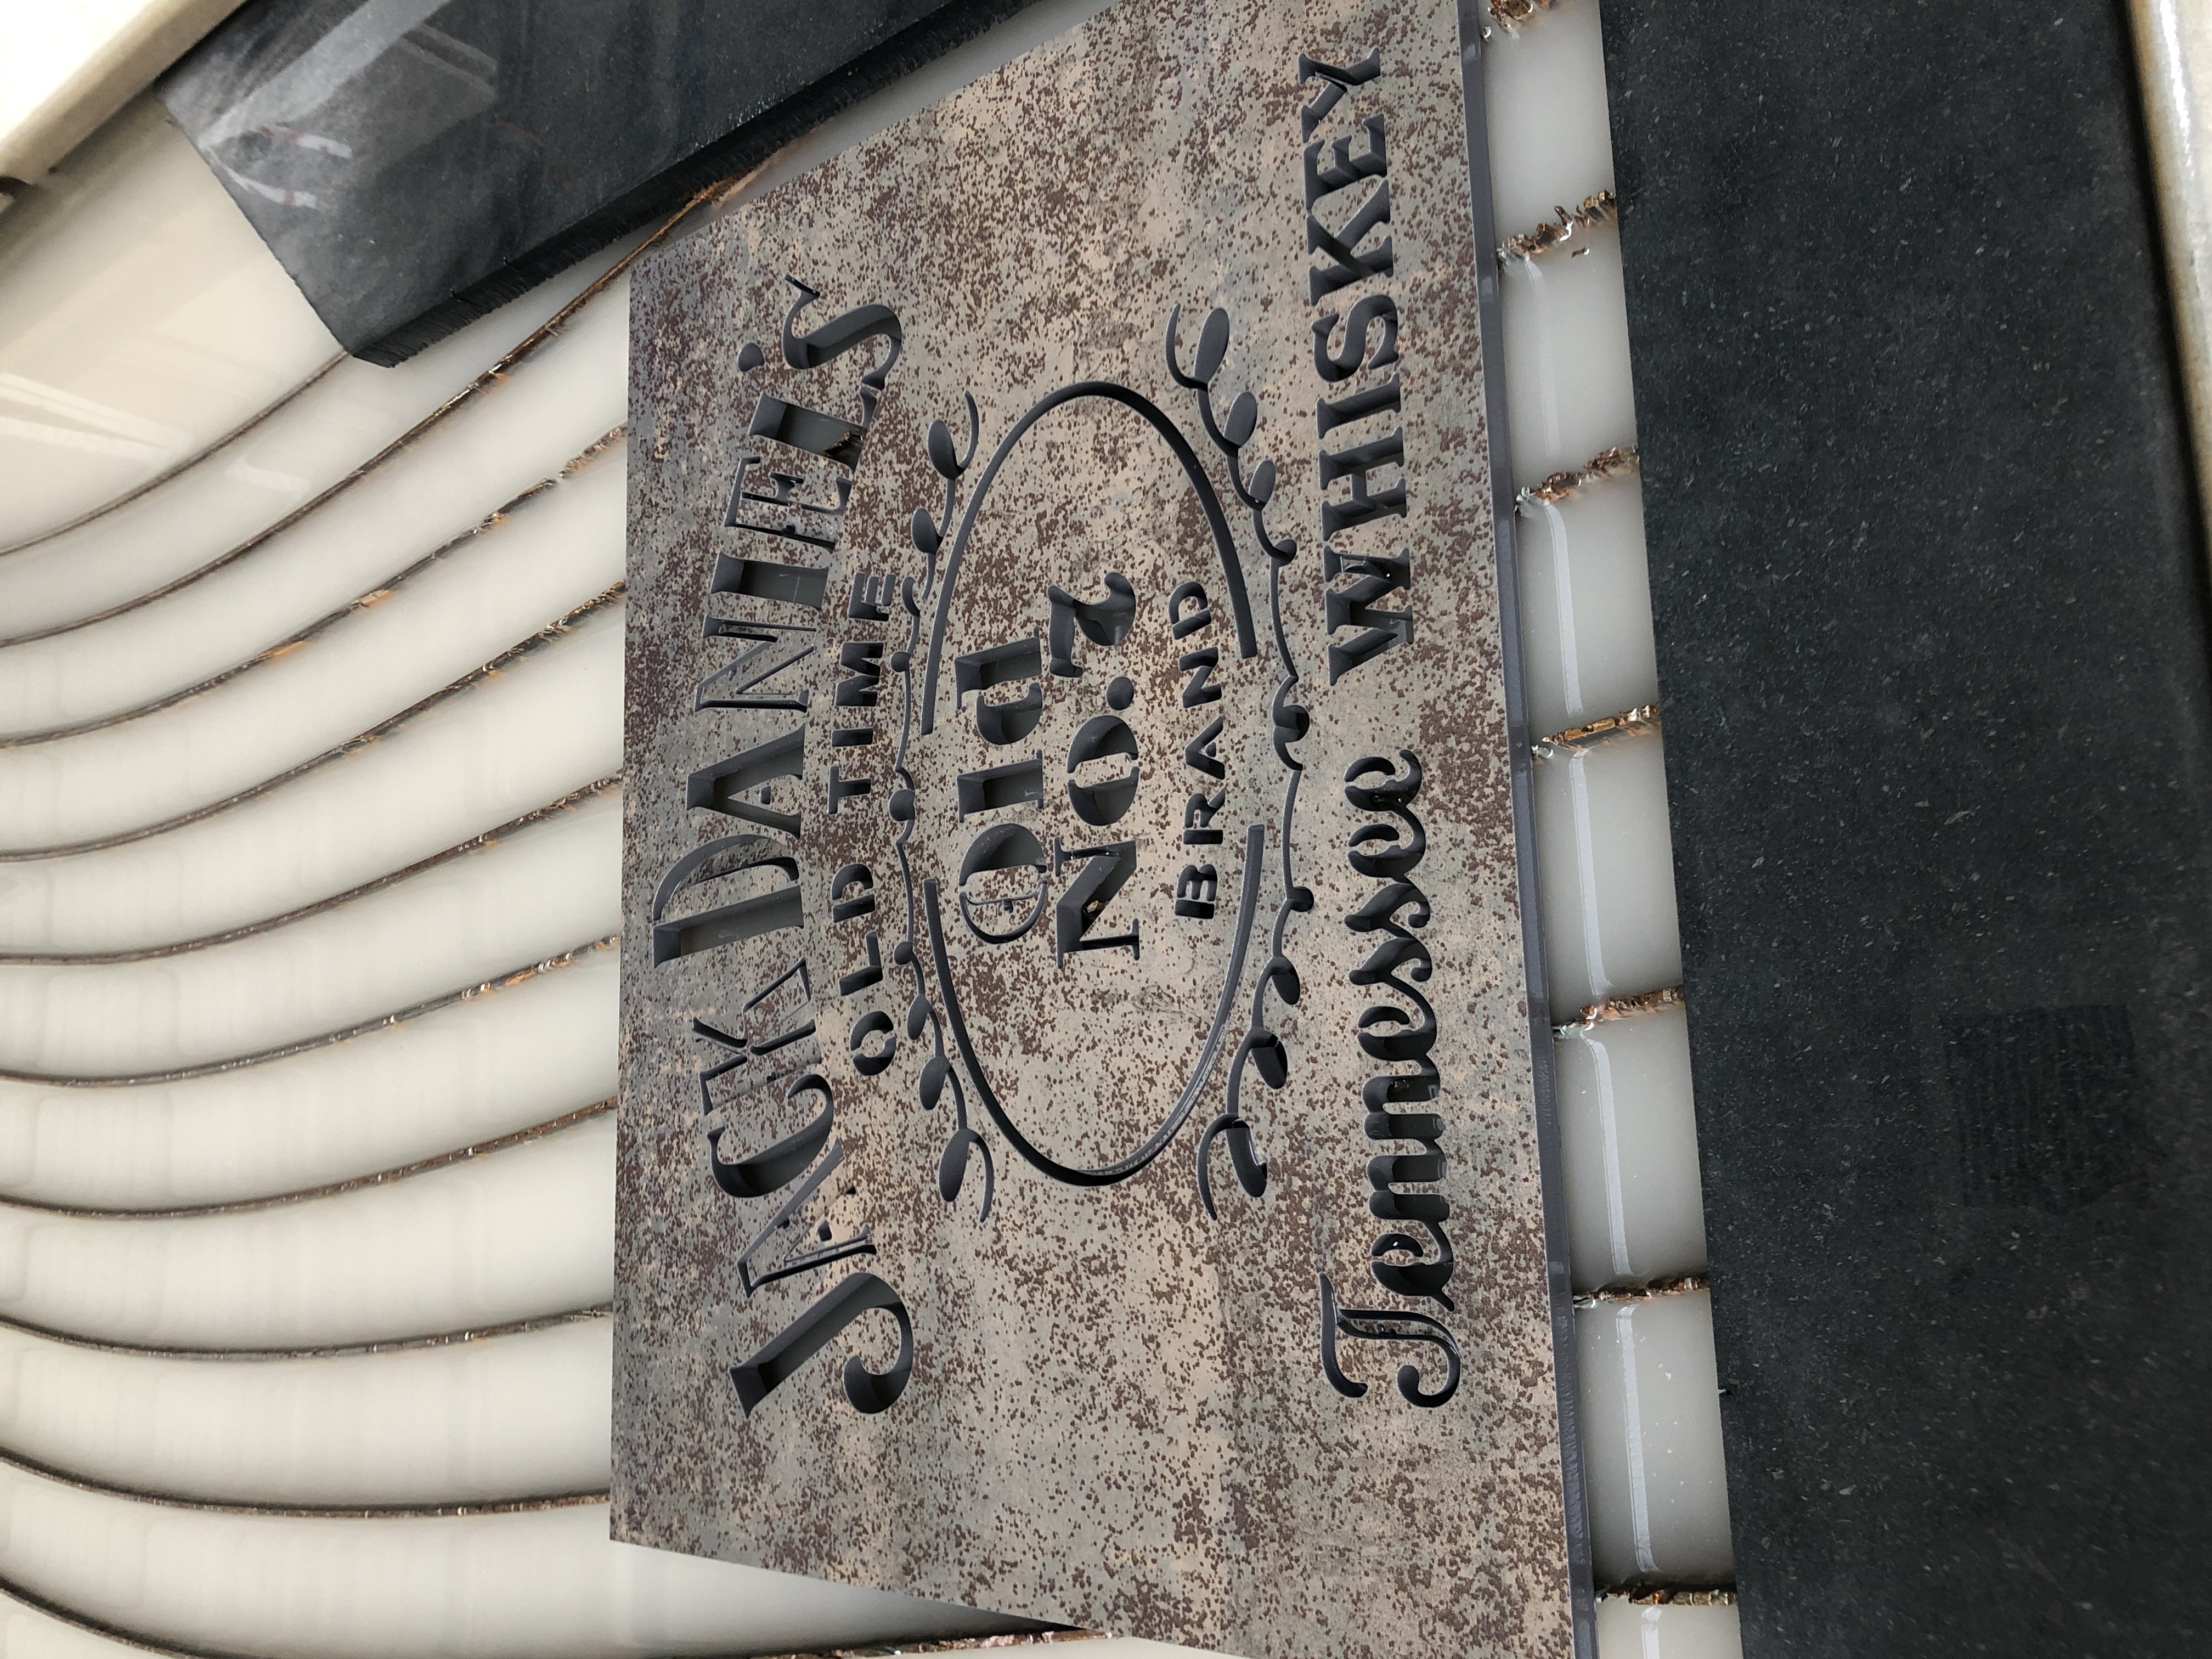 JACK DANIEL'S
OLD TIME
Old
NO.7
BRAND
Tennessee WHISKEY